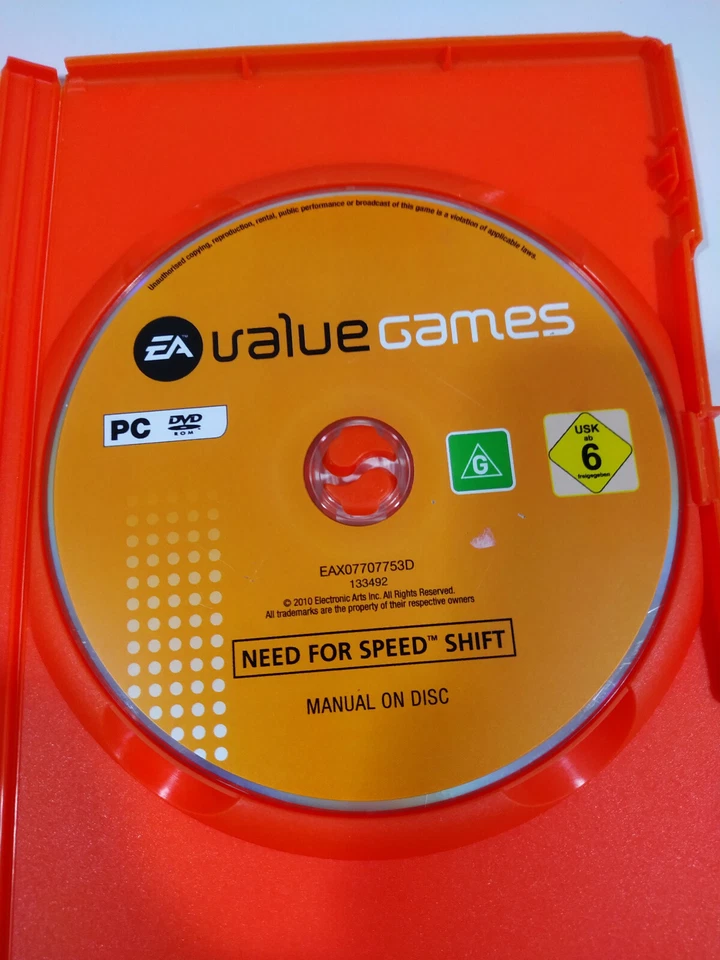 Unauthorised copying, reproduction, rental, public performance or broadcast of this game is a violation of applicable laws.
EA™ value Games
PC DVD
ROM
G
USK
ab
6
freigegeben
EAX07707753D
133492
© 2010 Electronic Arts Inc. All Rights Reserved.
All trademarks are the property of their respective owners
NEED FOR SPEED™ SHIFT
MANUAL ON DISC